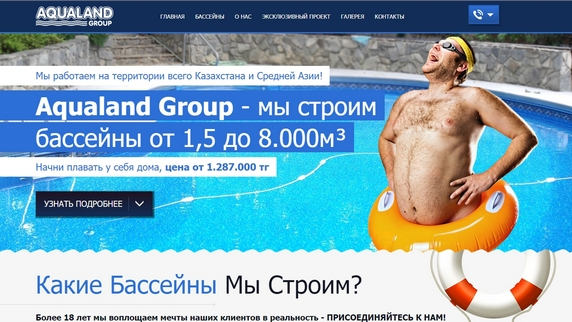 AQUALAND
GROUP
ГЛАВНАЯ БАССЕЙНЫ О НАС ЭКСКЛЮЗИВНЫЙ ПРОЕКТ ГАЛЕРЕЯ КОНТАКТЫ
Мы работаем на территории всего Казахстана и Средней Азии!
Aqualand Group - мы строим
бассейны от 1,5 до 8.000м³
Начни плавать у себя дома, цена от 1.287.000 тг
УЗНАТЬ ПОДРОБНЕЕ
Какие Бассейны Мы Строим?
Более 18 лет мы воплощаем мечты наших клиентов в реальность - ПРИСОЕДИНЯЙТЕСЬ К НАМ!